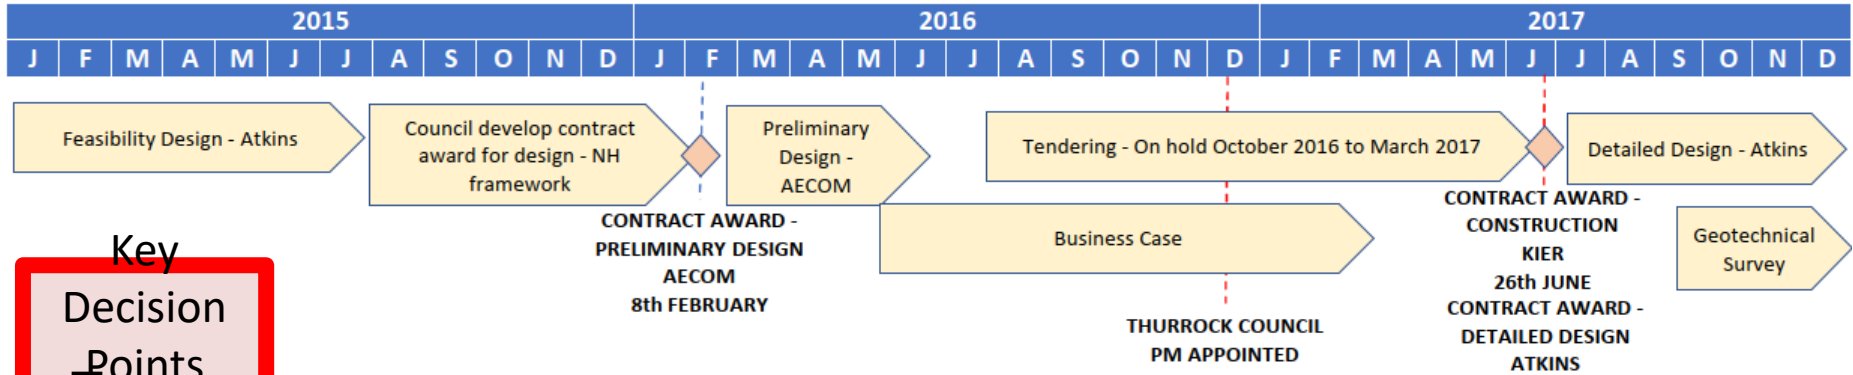 2015 2016 2017
J F M A M J J A S O N D J F M A M J J A S O N D J F M A M J J A S O N D
Feasibility Design - Atkins
Council develop contract
award for design - NH
framework
Preliminary
Design -
AECOM
Tendering - On hold October 2016 to March 2017
Detailed Design - Atkins
CONTRACT AWARD -
PRELIMINARY DESIGN
AECOM
8th FEBRUARY
Business Case
CONTRACT AWARD -
CONSTRUCTION
KIER
26th JUNE
CONTRACT AWARD -
DETAILED DESIGN
ATKINS
Geotechnical
Survey
THURROCK COUNCIL
PM APPOINTED
Key
Decision
Points